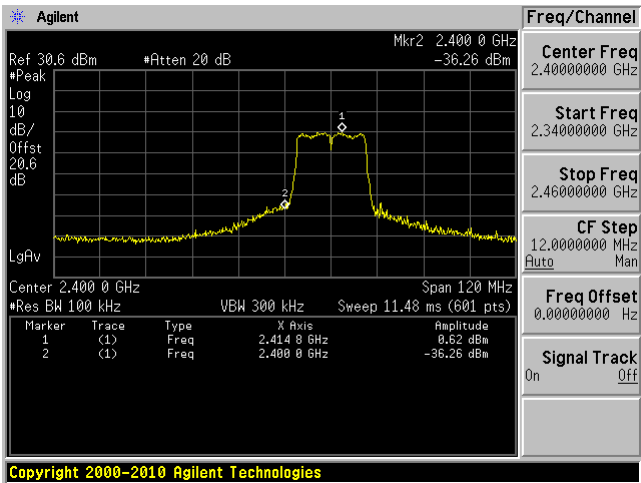 Agilent
Freq/Channel
Mkr2 2.400 0 GHz
Ref 30.6 dBm #Atten 20 dB -36.26 dBm
#Peak
Log
10
dB/
Offst
20.6
dB
LgAv
1
2
Center 2.400 0 GHz Span 120 MHz
#Res BW 100 kHz VBW 300 kHz Sweep 11.48 ms (601 pts)
Marker Trace Type X Axis Amplitude
1 (1) Freq 2.414 8 GHz 0.62 dBm
2 (1) Freq 2.400 0 GHz -36.26 dBm
Center Freq
2.40000000 GHz
Start Freq
2.34000000 GHz
Stop Freq
2.46000000 GHz
CF Step
12.0000000 MHz
Auto Man
Freq Offset
0.00000000 Hz
Signal Track
On Off
Copyright 2000-2010 Agilent Technologies